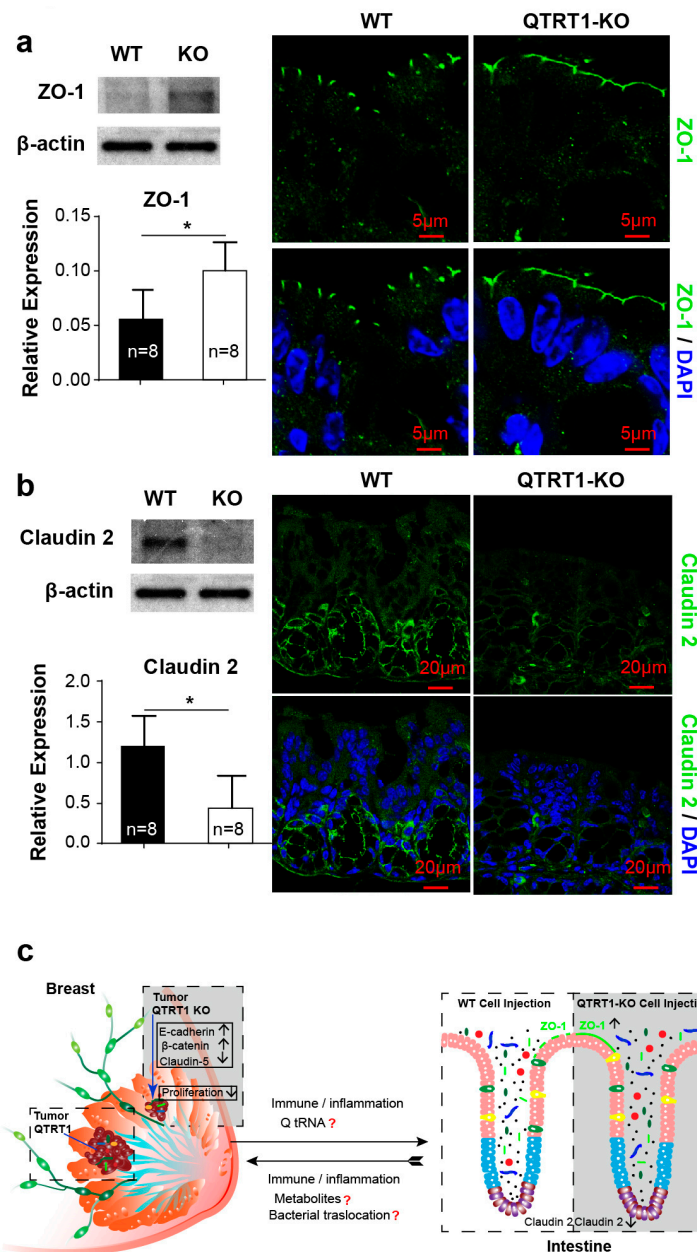 a
WT KO
ZO-1
β-actin
ZO-1
Relative Expression
0.15
0.10
0.05
0.00
*
n=8
n=8
WT QTRT1-KO
ZO-1
5μm 5μm
ZO-1 / DAPI
5μm 5μm
b
WT KO
Claudin 2
β-actin
Claudin 2
Relative Expression
2.0
1.5
1.0
0.5
0.0
*
n=8
n=8
WT QTRT1-KO
Claudin 2
20μm 20μm
Claudin 2 / DAPI
20μm 20μm
c
Breast
Tumor
QTRT1 KO
E-cadherin
β-catenin
Claudin-5
Proliferation
Tumor
QTRT1
Immune / inflammation
Q tRNA ?
Immune / inflammation
Metabolites ?
Bacterial traslocation ?
WT Cell Injection QTRT1-KO Cell Injecti
ZO-1 ZO-1
Claudin 2 Claudin 2
Intestine